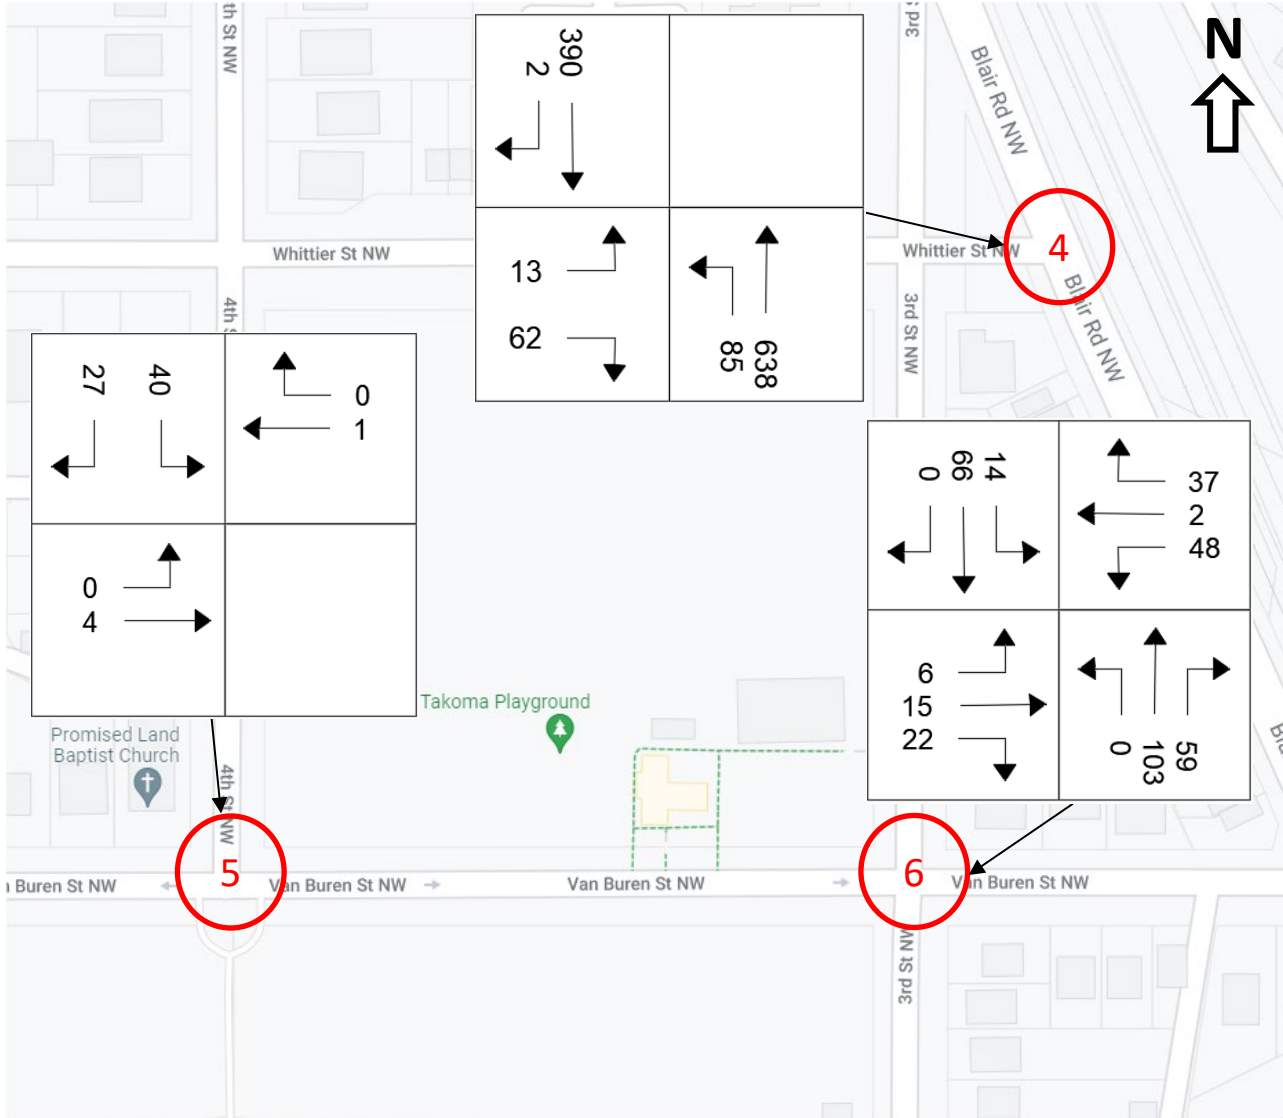 th St NW
3rd S
Blair Rd NW
N
2
390
Whittier St NW
Whittier St NW
4
13
62
85
638
4th S
3rd St NW
Blair Rd NW
27
40
0
1
0
4
0
66
14
37
2
48
6
15
22
0
103
59
Takoma Playground
Promised Land
Baptist Church
4th St NW
5
6
n Buren St NW
Van Buren St NW
Van Buren St NW
Van Buren St NW
3rd St NW